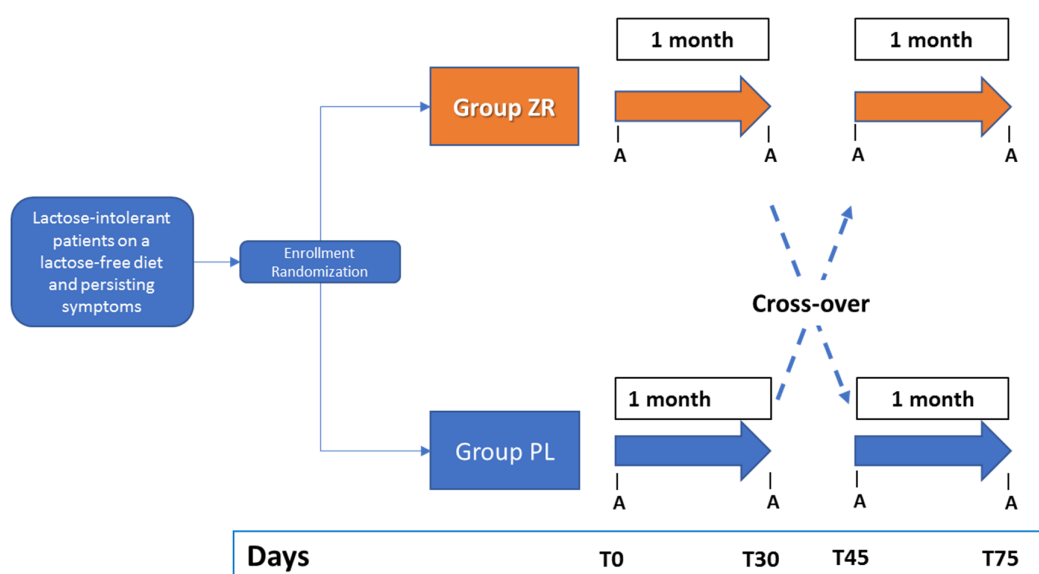 1 month
1 month
Group ZR
A
A
A
A
Lactose-intolerant
patients on a
lactose-free diet
and persisting
symptoms
Enrollment
Randomization
Cross-over
1 month
1 month
Group PL
A
A
A
A
Days
T0
T30
T45
T75